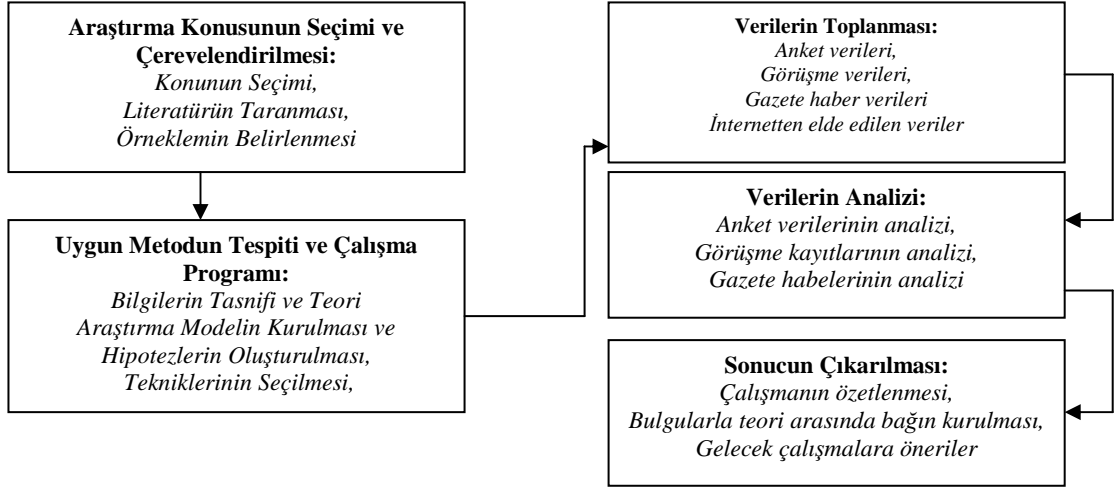 Araştırma Konusunun Seçimi ve
Çerevelendirilmesi:
Konunun Seçimi,
Literatürün Taranması,
Örneklemin Belirlenmesi
Uygun Metodun Tespiti ve Çalışma
Programı:
Bilgilerin Tasnifi ve Teori
Araştırma Modelin Kurulması ve
Hipotezlerin Oluşturulması,
Tekniklerinin Seçilmesi,
Verilerin Toplanması:
Anket verileri,
Görüşme verileri,
Gazete haber verileri
İnternetten elde edilen veriler
Verilerin Analizi:
Anket verilerinin analizi,
Görüşme kayıtlarının analizi,
Gazete habelerinin analizi
Sonucun Çıkarılması:
Çalışmanın özetlenmesi,
Bulgularla teori arasında bağın kurulması,
Gelecek çalışmalara öneriler